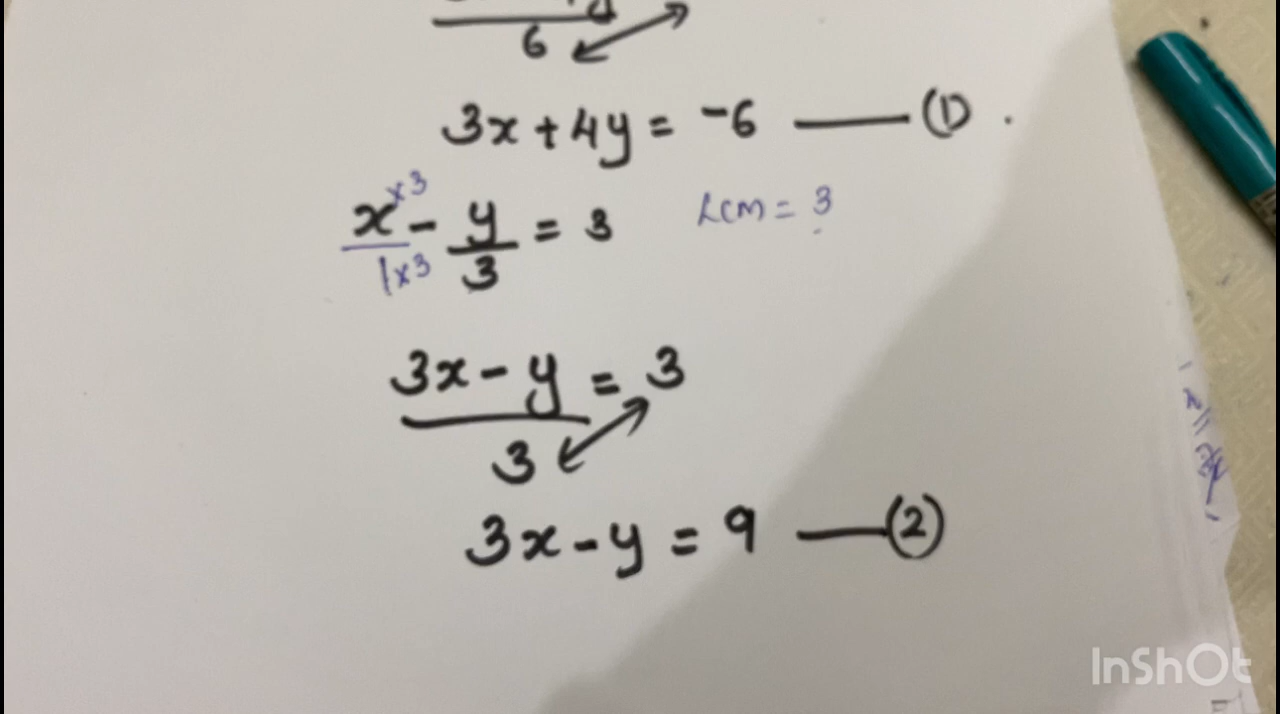 6
3x + 4y = -6 —— (1) .
x ×3 - y = 3 LCM = 3
1×3 3
3x - y = 3
3
3x - y = 9 —— (2)
InShOt